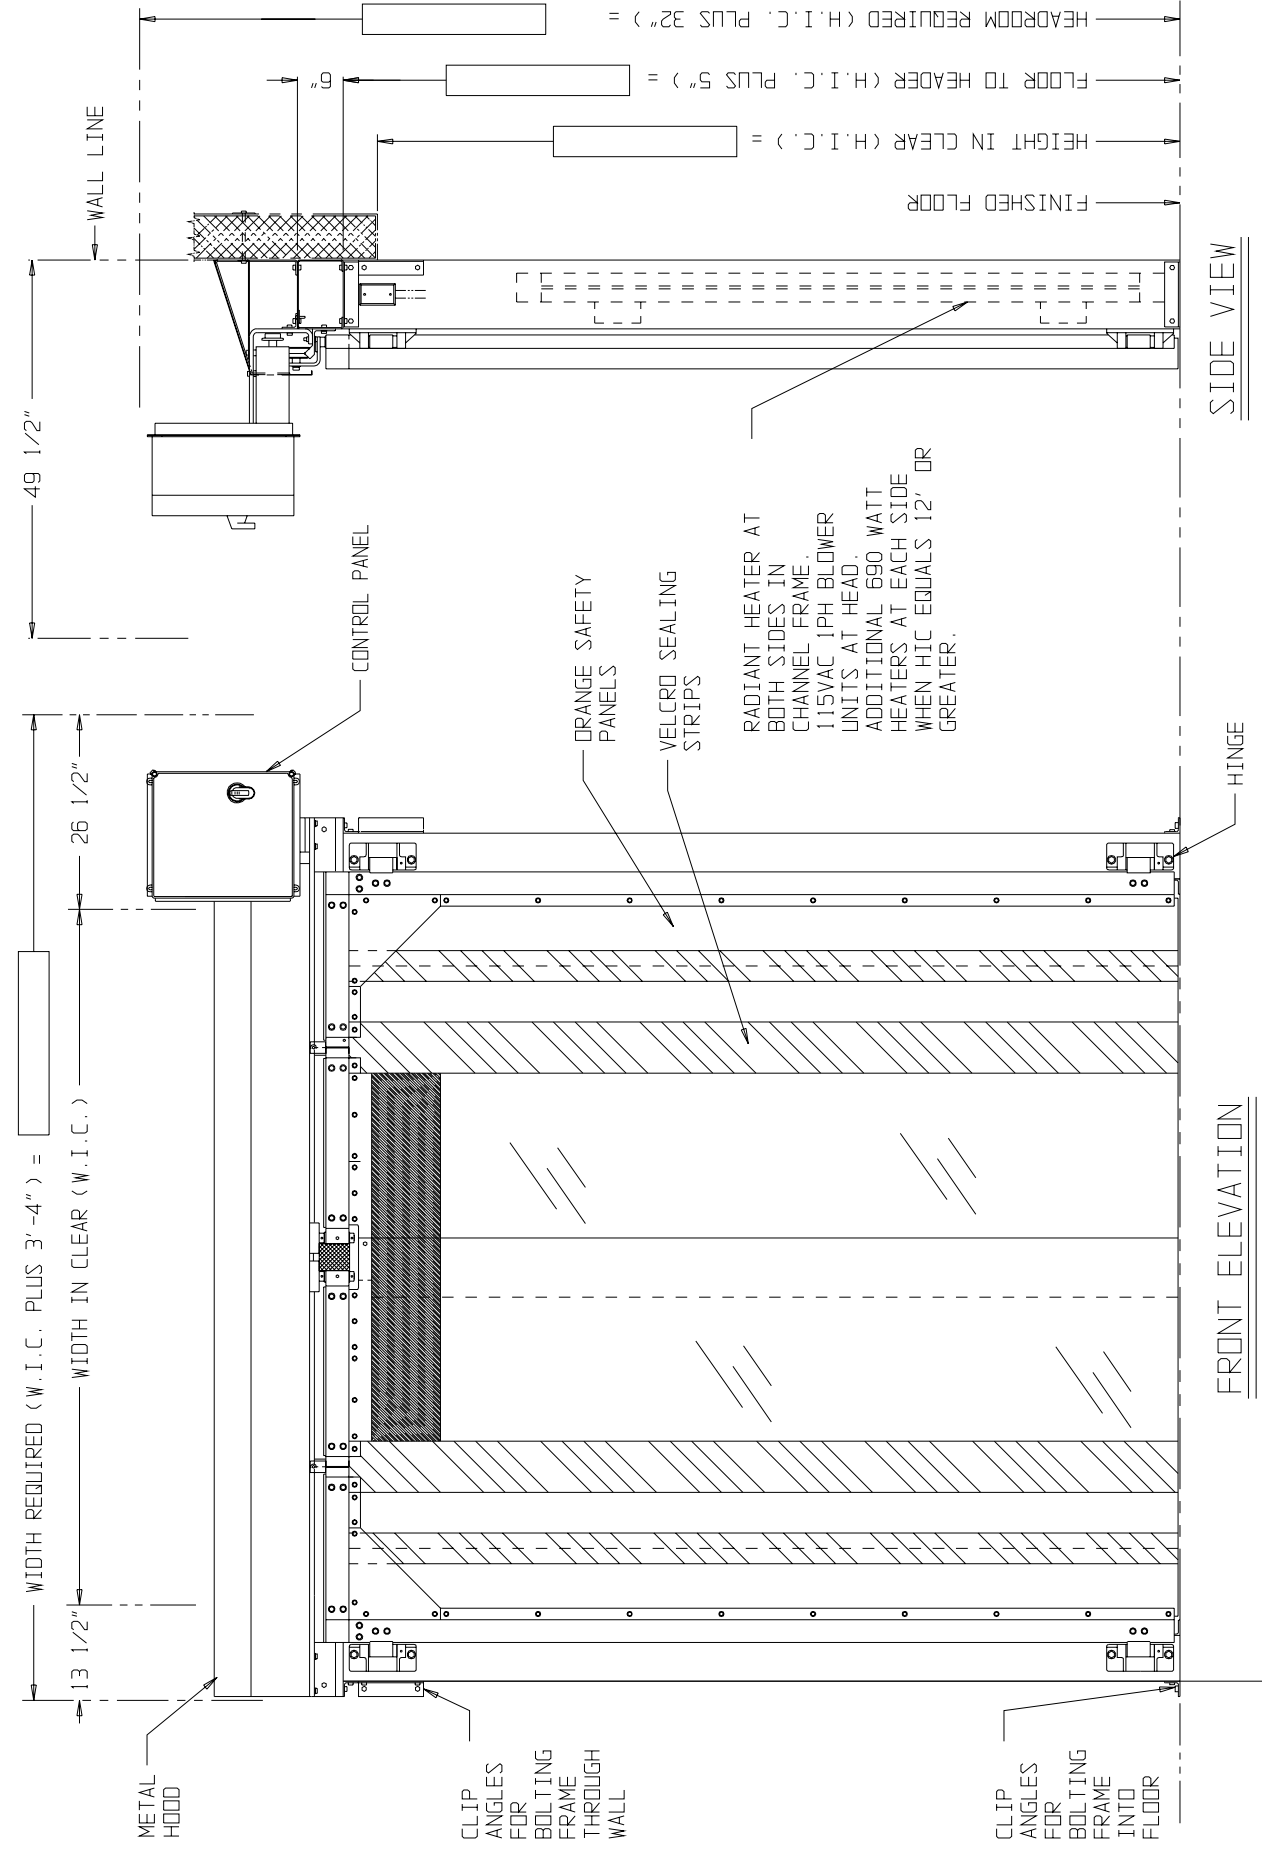 WIDTH REQUIRED (W.I.C. PLUS 3'-4") =
13 1/2"
WIDTH IN CLEAR (W.I.C.)
26 1/2"
49 1/2"
METAL
HOOD
CONTROL PANEL
WALL LINE
HEADROOM REQUIRED (H.I.C. PLUS 32") =
FLOOR TO HEADER (H.I.C. PLUS 5") =
6"
HEIGHT IN CLEAR (H.I.C.) =
FINISHED FLOOR
CLIP
ANGLES
FOR
BOLTING
FRAME
THROUGH
WALL
ORANGE SAFETY
PANELS
VELCRO SEALING
STRIPS
RADIANT HEATER AT
BOTH SIDES IN
CHANNEL FRAME.
115VAC 1PH BLOWER
UNITS AT HEAD.
ADDITIONAL 690 WATT
HEATERS AT EACH SIDE
WHEN HIC EQUALS 12' OR
GREATER.
CLIP
ANGLES
FOR
BOLTING
FRAME
INTO
FLOOR
HINGE
FRONT ELEVATION
SIDE VIEW